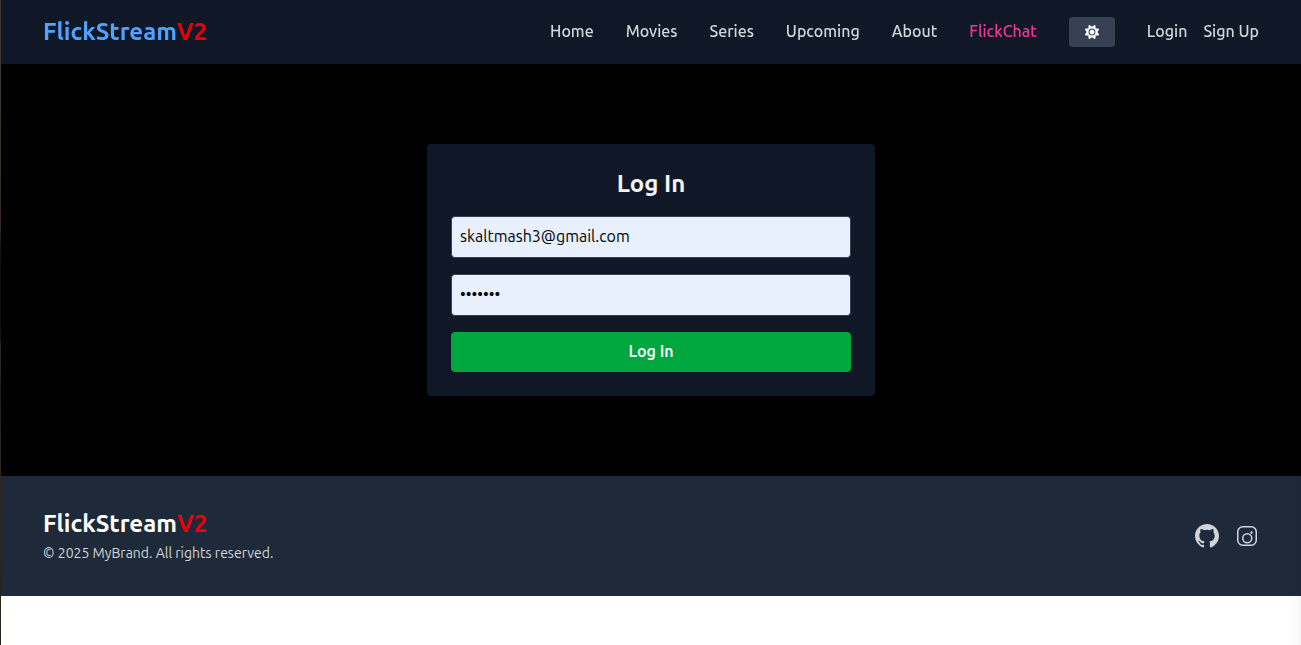 FlickStreamV2 Home Movies Series Upcoming About FlickChat Login Sign Up
Log In
skaltmash3@gmail.com
•••••••
Log In
FlickStreamV2
© 2025 MyBrand. All rights reserved.